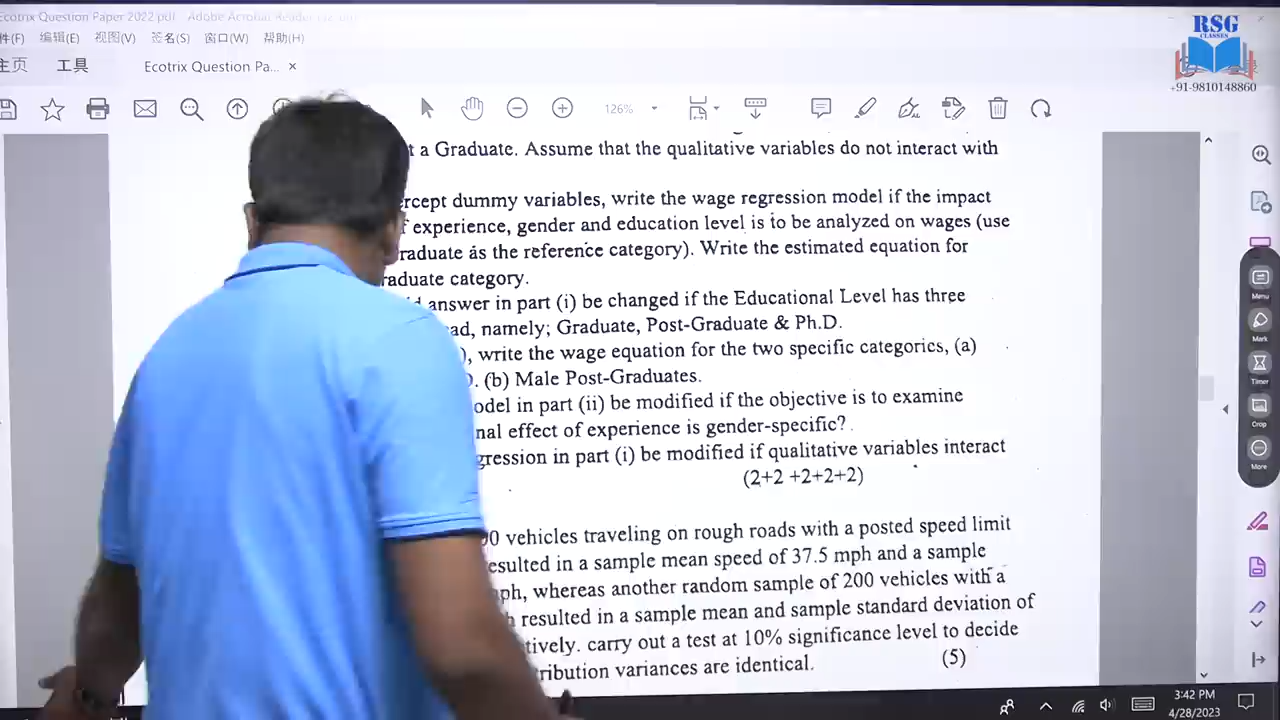 Ecotrix Question Paper 2022.pdf - Adobe Acrobat Reader
件(F) 编辑(E) 视图(V) 签名(S) 窗口(W) 帮助(H)
主页 工具 Ecotrix Question Pa... ×
RSG
CLASSES
+91-9810148860
126%
t a Graduate. Assume that the qualitative variables do not interact with
ercept dummy variables, write the wage regression model if the impact
f experience, gender and education level is to be analyzed on wages (use
raduate as the reference category). Write the estimated equation for
raduate category.
answer in part (i) be changed if the Educational Level has three
ad, namely; Graduate, Post-Graduate & Ph.D.
), write the wage equation for the two specific categories, (a)
. (b) Male Post-Graduates.
odel in part (ii) be modified if the objective is to examine
nal effect of experience is gender-specific?
gression in part (i) be modified if qualitative variables interact
(2+2 +2+2+2)
00 vehicles traveling on rough roads with a posted speed limit
esulted in a sample mean speed of 37.5 mph and a sample
ph, whereas another random sample of 200 vehicles with a
h resulted in a sample mean and sample standard deviation of
tively. carry out a test at 10% significance level to decide
ribution variances are identical. (5)
Menu
Mark
Timer
Crop
More
3:42 PM
4/28/2023